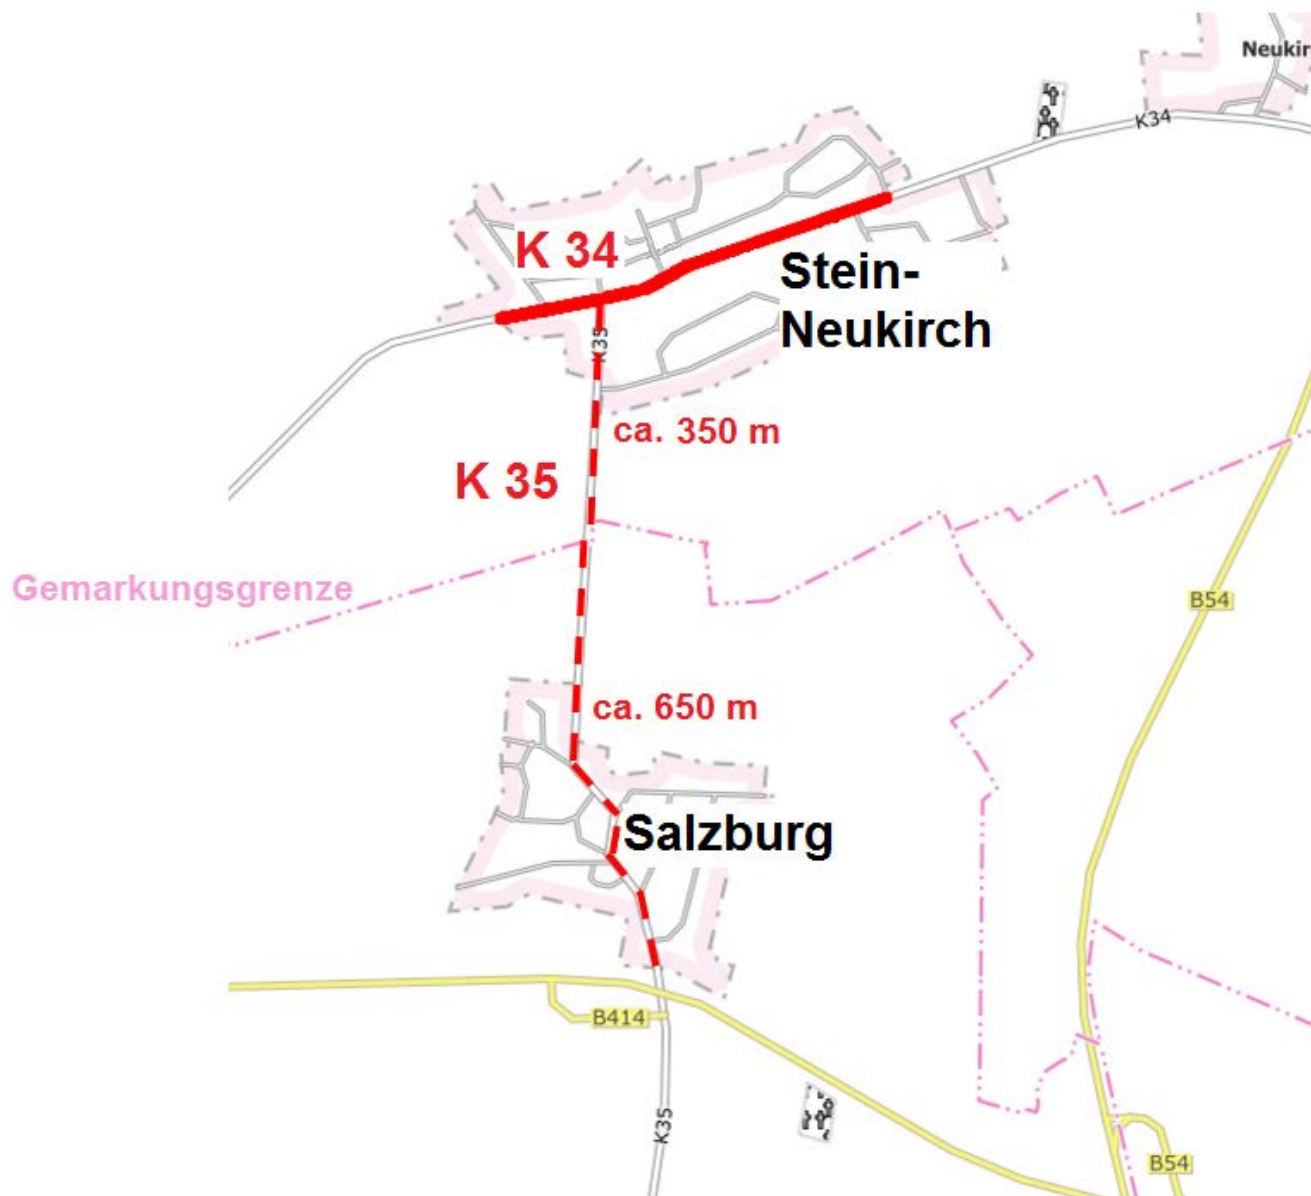 Neukir
K34
K 34
Stein-
Neukirch
K35
ca. 350 m
K 35
Gemarkungsgrenze
B54
ca. 650 m
Salzburg
B414
K35
B54